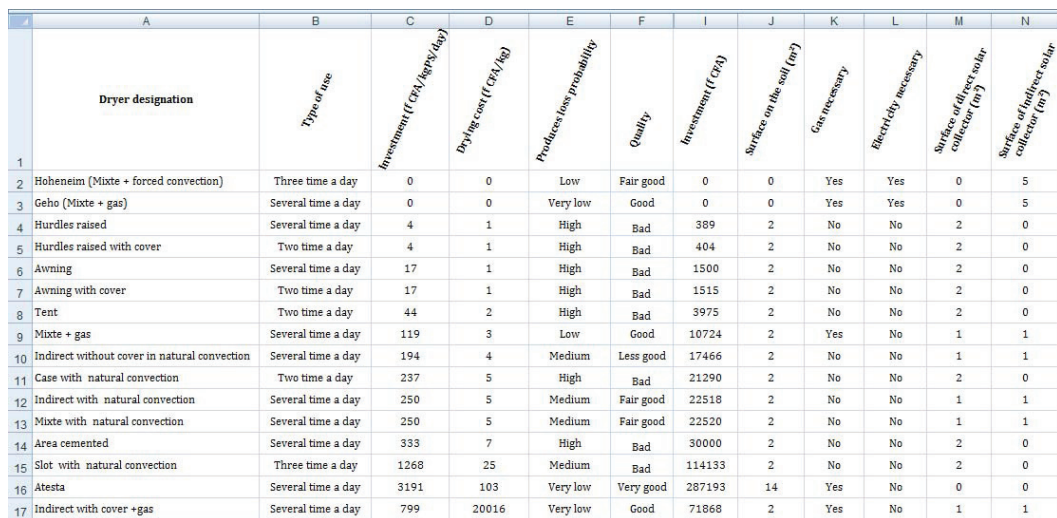 A B C D E F I J K L M N
1 Dryer designation Type of use Investment (f CFA/kgPS/day) Drying cost (f CFA/kg) Produces loss probability Quality Investment (f CFA) Surface on the soil (m²) Gas necessary Electricity necessary Surface of direct solar collector (m²) Surface of indirect solar collector (m²)
2 Hoheneim (Mixte + forced convection) Three time a day 0 0 Low Fair good 0 0 Yes Yes 0 5
3 Geho (Mixte + gas) Several time a day 0 0 Very low Good 0 0 Yes Yes 0 5
4 Hurdles raised Several time a day 4 1 High Bad 389 2 No No 2 0
5 Hurdles raised with cover Two time a day 4 1 High Bad 404 2 No No 2 0
6 Awning Several time a day 17 1 High Bad 1500 2 No No 2 0
7 Awning with cover Two time a day 17 1 High Bad 1515 2 No No 2 0
8 Tent Two time a day 44 2 High Bad 3975 2 No No 2 0
9 Mixte + gas Several time a day 119 3 Low Good 10724 2 Yes No 1 1
10 Indirect without cover in natural convection Several time a day 194 4 Medium Less good 17466 2 No No 1 1
11 Case with natural convection Two time a day 237 5 High Bad 21290 2 No No 2 0
12 Indirect with natural convection Several time a day 250 5 Medium Fair good 22518 2 No No 1 1
13 Mixte with natural convection Several time a day 250 5 Medium Fair good 22520 2 No No 1 1
14 Area cemented Several time a day 333 7 High Bad 30000 2 No No 2 0
15 Slot with natural convection Three time a day 1268 25 Medium Bad 114133 2 No No 2 0
16 Atesta Several time a day 3191 103 Very low Very good 287193 14 Yes No 0 0
17 Indirect with cover +gas Several time a day 799 20016 Very low Good 71868 2 Yes No 1 1